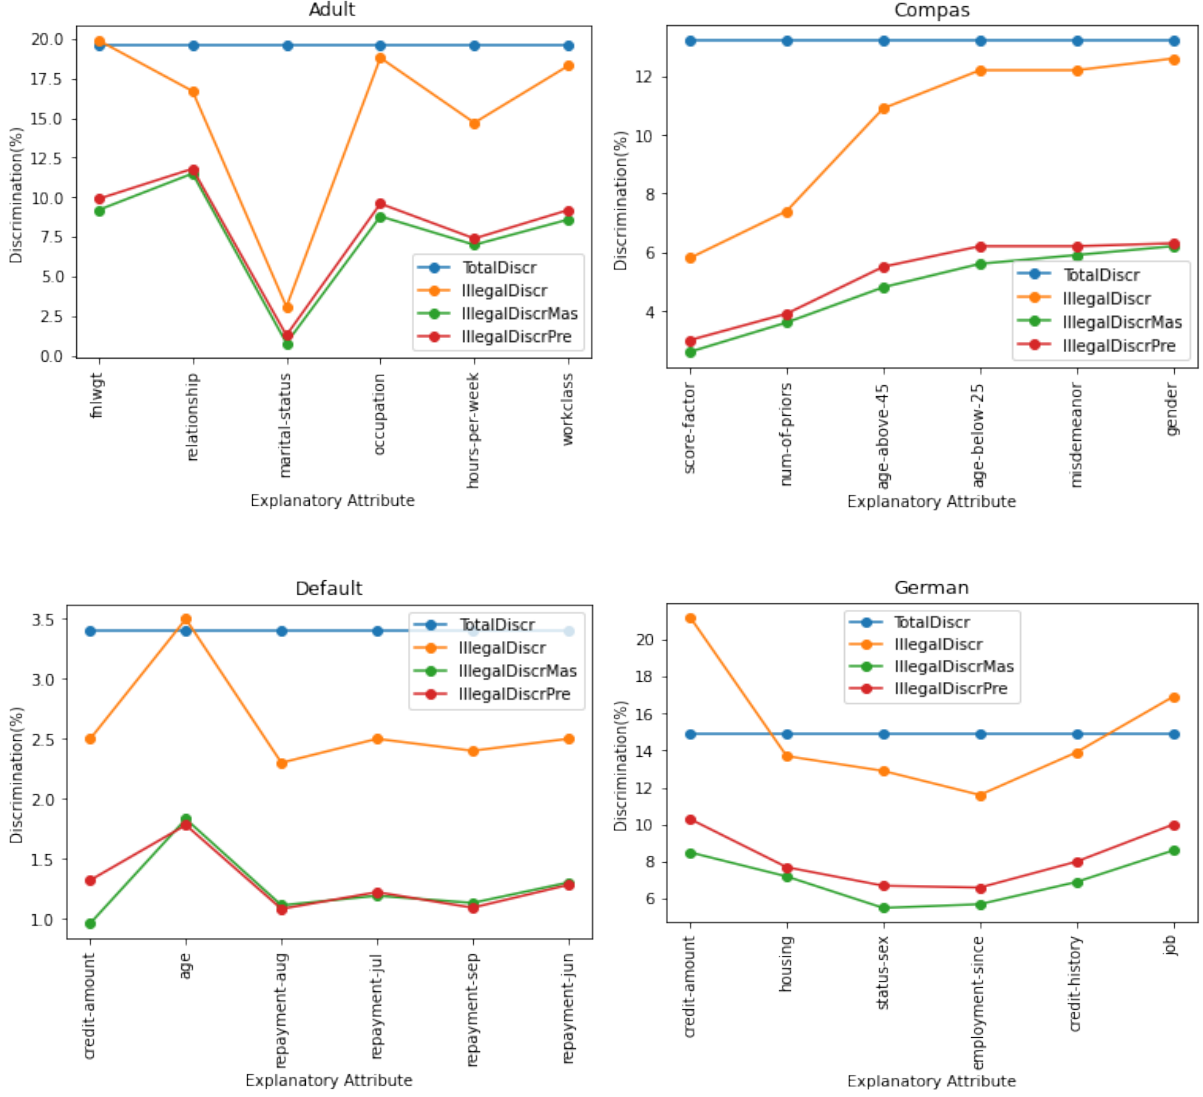 Adult
20.0
17.5
15.0
12.5
10.0
7.5
5.0
2.5
0.0
Discrimination(%)
TotalDiscr
IllegalDiscr
IllegalDiscrMas
IllegalDiscrPre
fnlwgt
relationship
marital-status
occupation
hours-per-week
workclass
Explanatory Attribute
Compas
12
10
8
6
4
Discrimination(%)
TotalDiscr
IllegalDiscr
IllegalDiscrMas
IllegalDiscrPre
score-factor
num-of-priors
age-above-45
age-below-25
misdemeanor
gender
Explanatory Attribute
Default
3.5
3.0
2.5
2.0
1.5
1.0
Discrimination(%)
TotalDiscr
IllegalDiscr
IllegalDiscrMas
IllegalDiscrPre
credit-amount
age
repayment-aug
repayment-jul
repayment-sep
repayment-jun
Explanatory Attribute
German
20
18
16
14
12
10
8
6
Discrimination(%)
TotalDiscr
IllegalDiscr
IllegalDiscrMas
IllegalDiscrPre
credit-amount
housing
status-sex
employment-since
credit-history
job
Explanatory Attribute